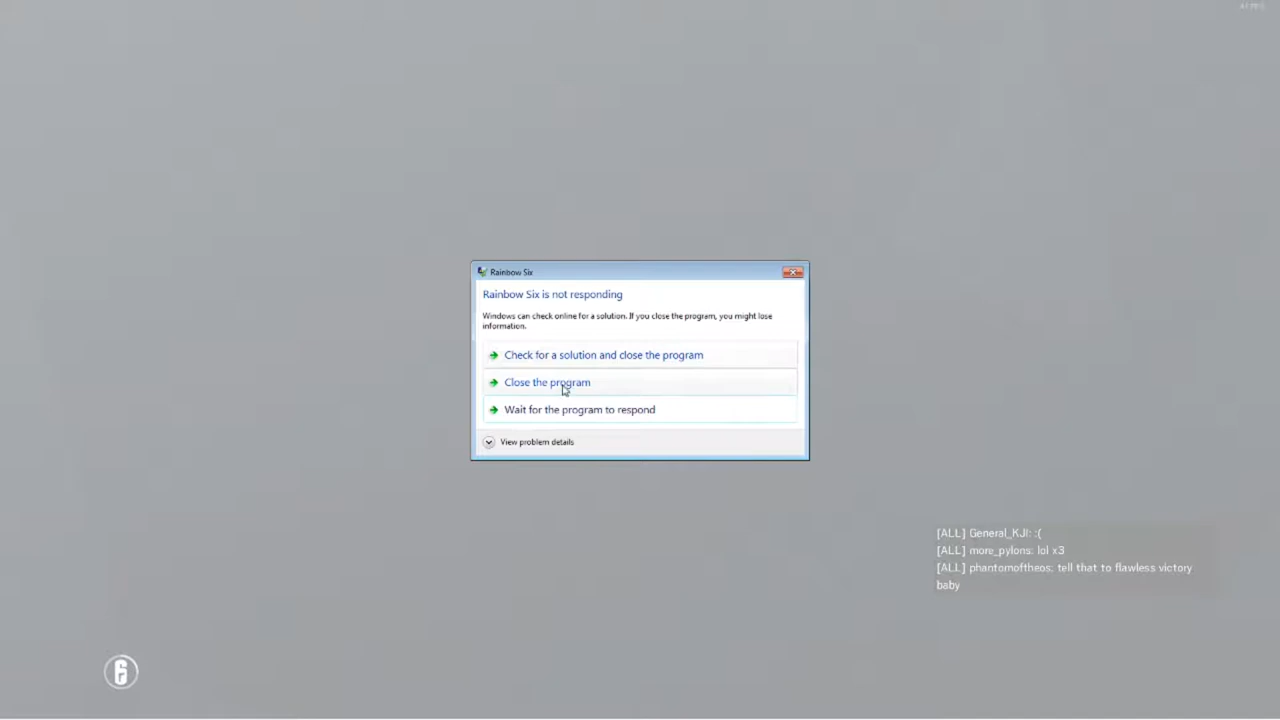 Rainbow Six
Rainbow Six is not responding
Windows can check online for a solution. If you close the program, you might lose
information.
Check for a solution and close the program
Close the program
Wait for the program to respond
View problem details
[ALL] General_KJI: :(
[ALL] more_pylons: lol x3
[ALL] phantomoftheos: tell that to flawless victory
baby
6